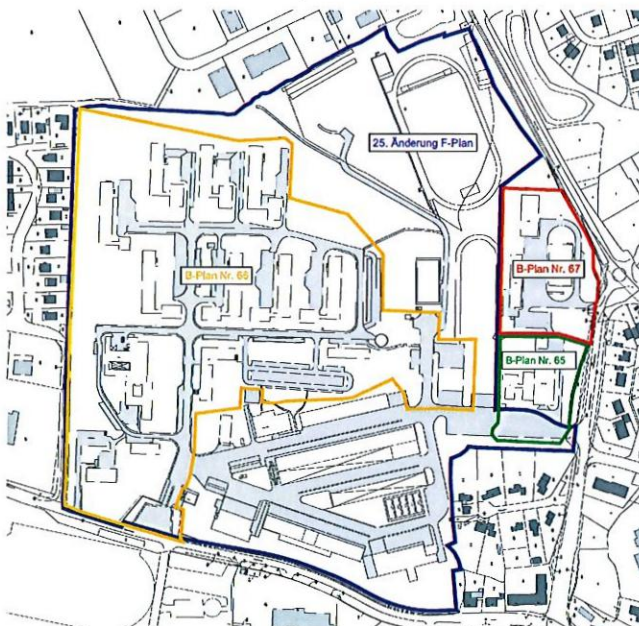 25. Änderung F-Plan
B-Plan Nr. 67
B-Plan Nr. 66
B-Plan Nr. 65